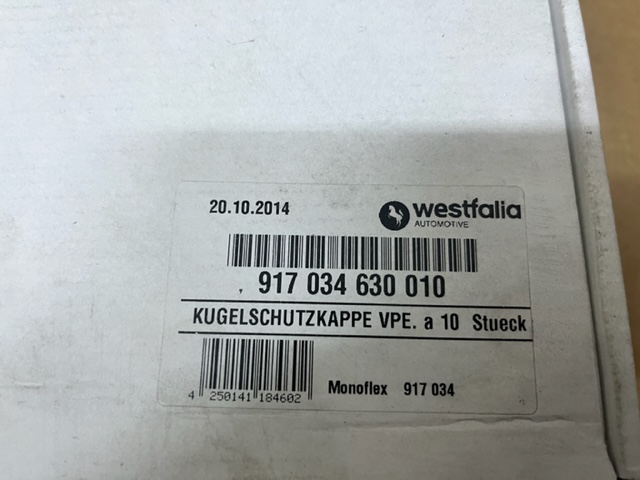 20.10.2014
westfalia
AUTOMOTIVE
917 034 630 010
KUGELSCHUTZKAPPE VPE. a 10 Stueck
4 250141 184602
Monoflex 917 034